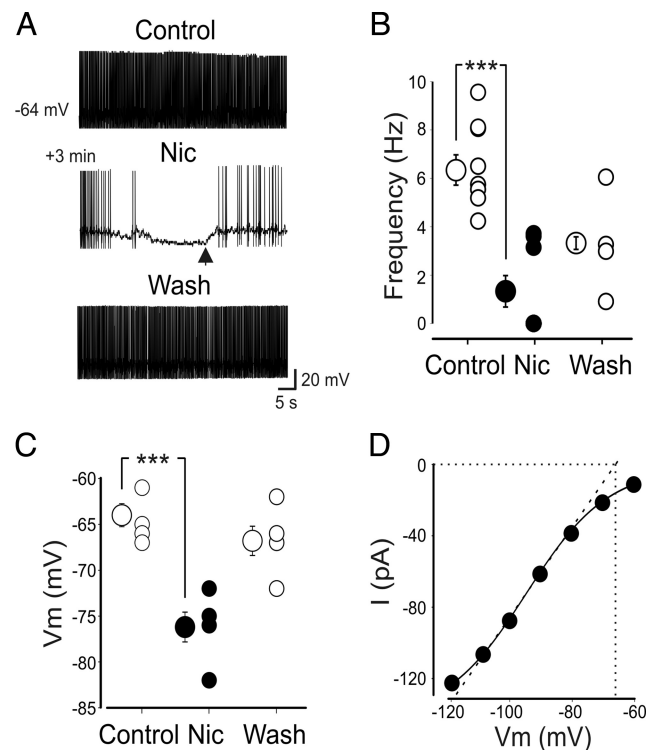 A
Control
-64 mV
+3 min
Nic
Wash
20 mV
5 s
B
***
Frequency (Hz)
10
8
6
4
2
0
Control Nic Wash
C
***
Vm (mV)
-60
-65
-70
-75
-80
-85
Control Nic Wash
D
I (pA)
0
-40
-80
-120
-120 -100 -80 -60
Vm (mV)